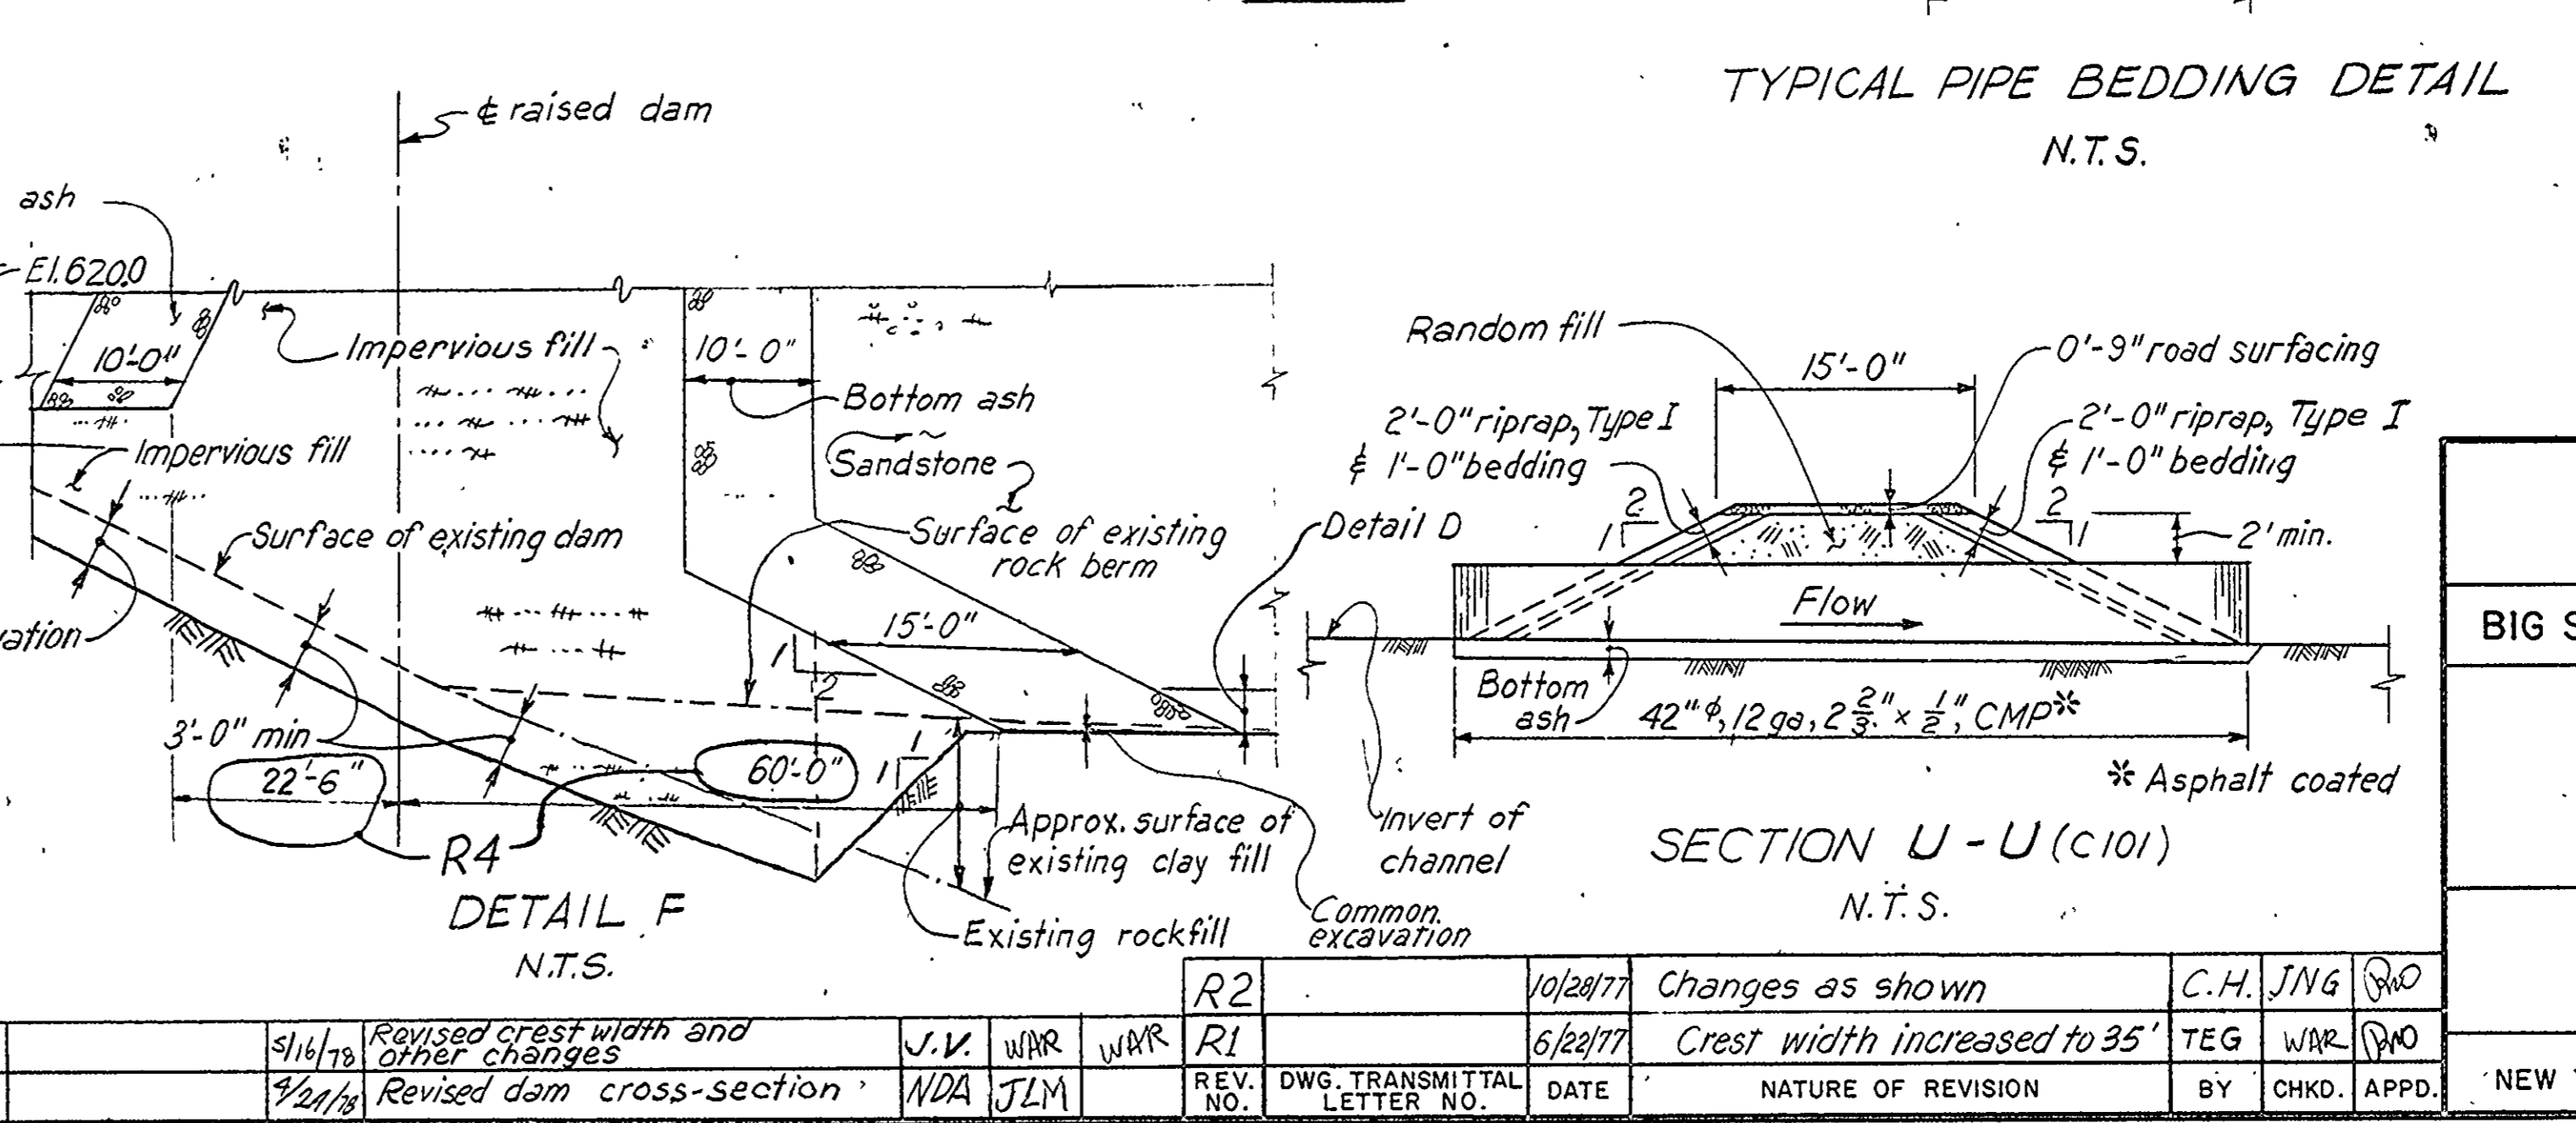 TYPICAL PIPE BEDDING DETAIL
N.T.S.
℄ raised dam
ash
El.620.0
10'-0"
Impervious fill
10'-0"
Bottom ash
Sandstone
Impervious fill
Surface of existing dam
Surface of existing
rock berm
Detail D
15'-0"
1
2
3'-0" min
22'-6"
60'-0"
1
1
R4
Approx. surface of
existing clay fill
Existing rockfill
Common
excavation
Invert of
channel
DETAIL F
N.T.S.
Random fill
15'-0"
0'-9" road surfacing
2'-0" riprap, Type I
& 1'-0" bedding
2'-0" riprap, Type I
& 1'-0" bedding
2
1
2
1
2' min.
Flow
Bottom
ash
42"φ, 12 ga, 2 2/3" x 1/2", CMP*
* Asphalt coated
SECTION U-U (C101)
N.T.S.
BIG S
R2 10/28/77 Changes as shown C.H. JNG
5/16/78 Revised crest width and other changes J.V. WAR WAR
R1 6/22/77 Crest width increased to 35' TEG WAR
Revised dam cross-section NDA JLM
REV. NO. DWG. TRANSMITTAL LETTER NO. DATE NATURE OF REVISION BY CHKD. APPD.
NEW